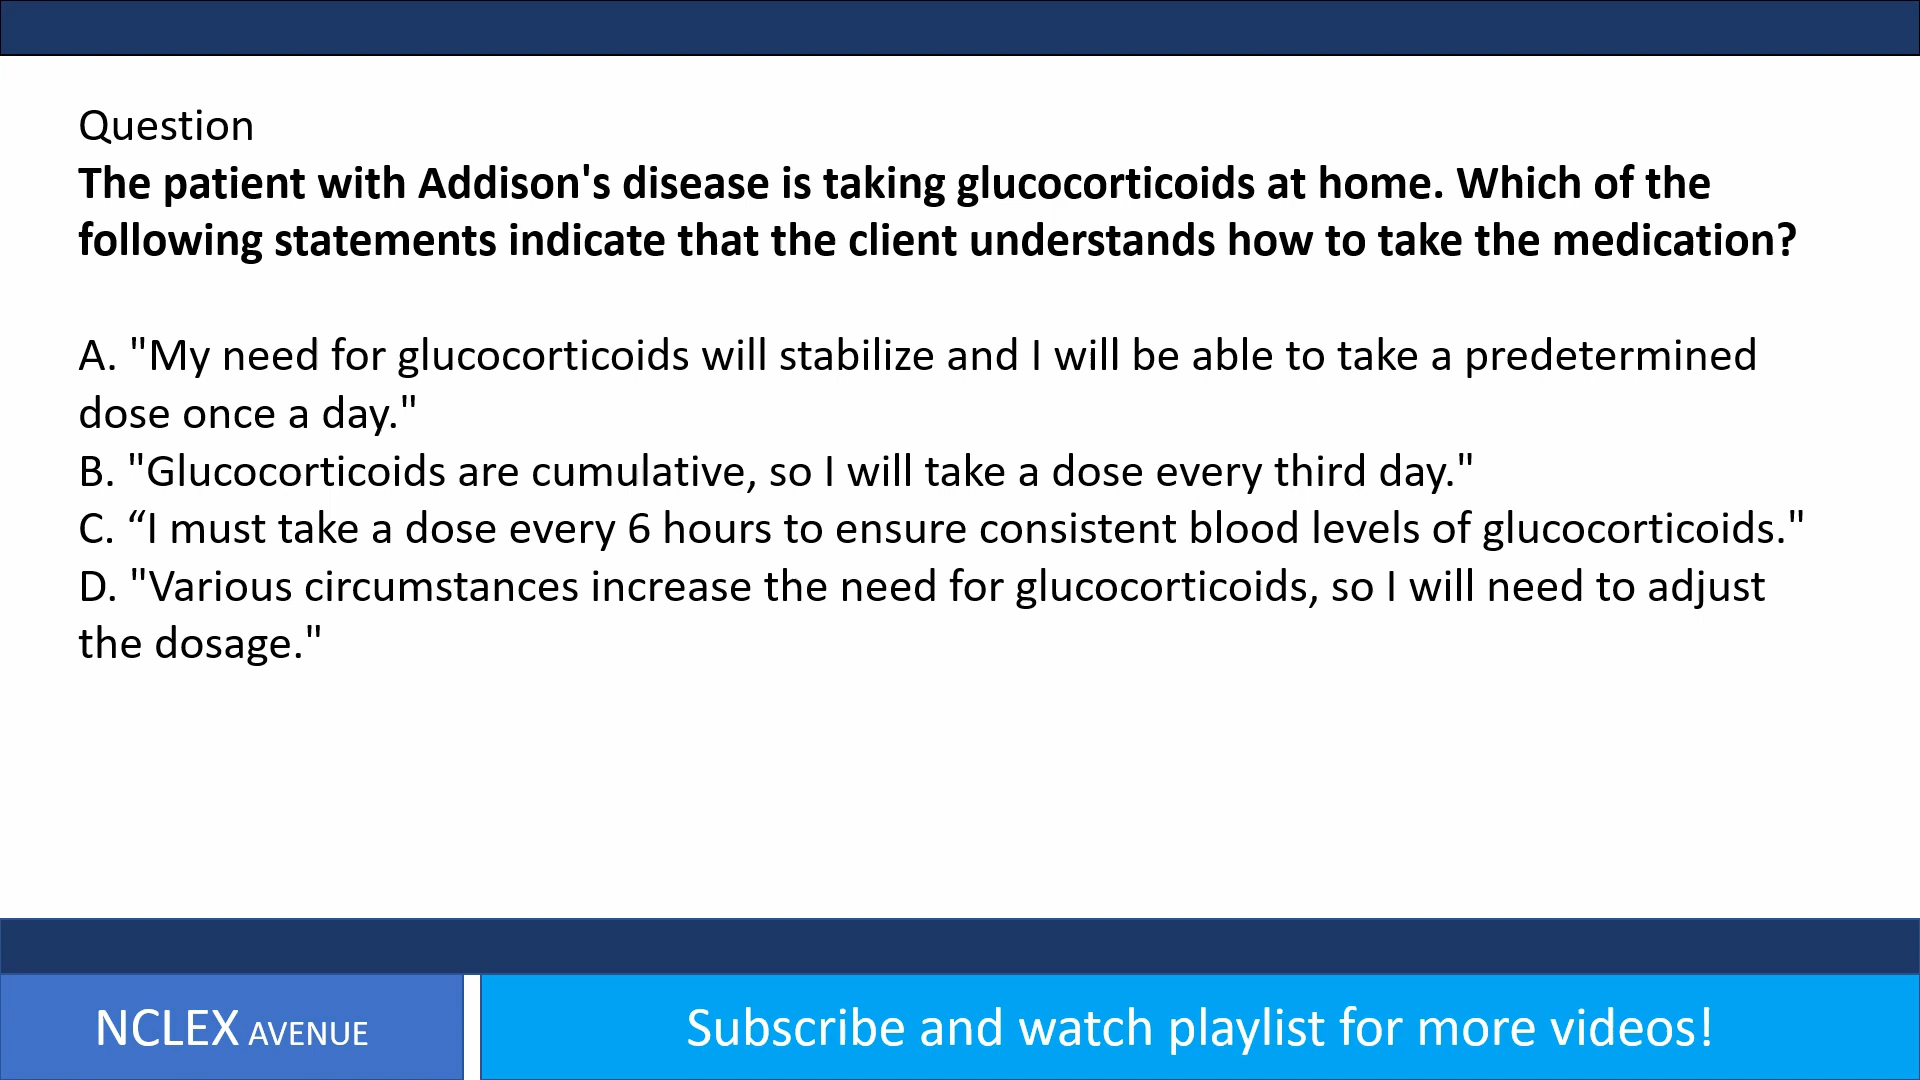 Question
The patient with Addison's disease is taking glucocorticoids at home. Which of the
following statements indicate that the client understands how to take the medication?
A. "My need for glucocorticoids will stabilize and I will be able to take a predetermined
dose once a day."
B. "Glucocorticoids are cumulative, so I will take a dose every third day."
C. “I must take a dose every 6 hours to ensure consistent blood levels of glucocorticoids."
D. "Various circumstances increase the need for glucocorticoids, so I will need to adjust
the dosage."
NCLEX AVENUE
Subscribe and watch playlist for more videos!